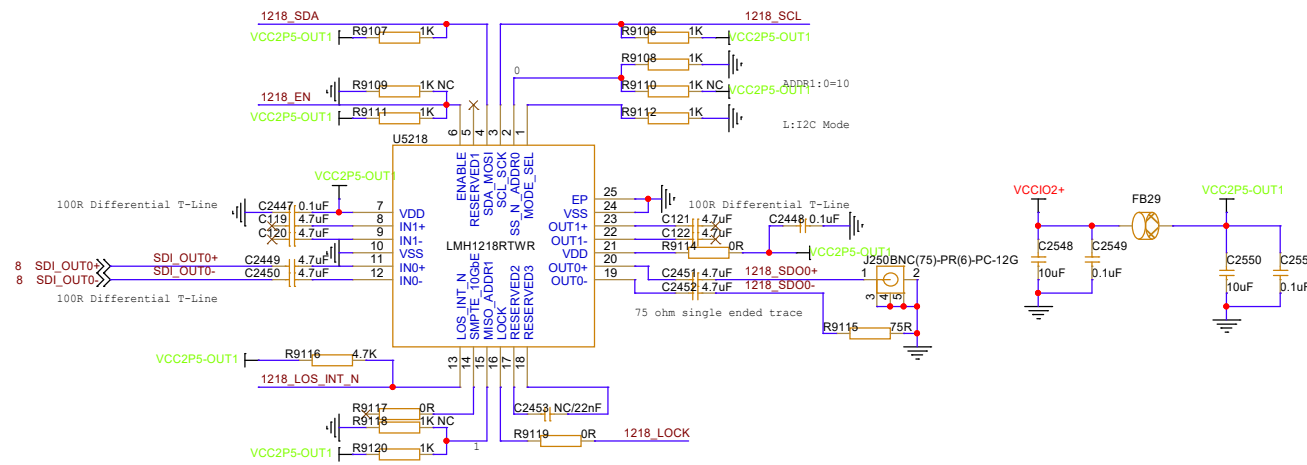 1218_SDA
1218_SCL
R9107 1K
VCC2P5-OUT1
R9106 1K
VCC2P5-OUT1
R9108 1K
0
ADDR1:0=10
R9109 1K NC
R9110 1K NC
VCC2P5-OUT1
1218_EN
R9111 1K
VCC2P5-OUT1
R9112 1K
L:I2C Mode
U5218
6 5 4 3 2 1
ENABLE
RESERVED1
SDA_MOSI
SCL_SCK
SS_N_ADDR0
MODE_SEL
VCC2P5-OUT1
100R Differential T-Line
C2447 0.1uF
7 VDD
C119 4.7uF
8 IN1+
C120 4.7uF
9 IN1-
10 VSS
8 SDI_OUT0+
SDI_OUT0+
C2449 4.7uF
11 IN0+
8 SDI_OUT0-
SDI_OUT0-
C2450 4.7uF
12 IN0-
100R Differential T-Line
LMH1218RTWR
EP 25
VSS 24
OUT1+ 23
OUT1- 22
VDD 21
OUT0+ 20
OUT0- 19
100R Differential T-Line
C121 4.7uF
C122 4.7uF
C2448 0.1uF
R9114 0R
VCC2P5-OUT1
C2451 4.7uF
1218_SDO0+
C2452 4.7uF
1218_SDO0-
75 ohm single ended trace
J250BNC(75)-PR(6)-PC-12G
1 2
3 4 5
R9115 75R
LOS_INT_N
SMPTE_10GbE
MISO_ADDR1
LOCK
RESERVED2
RESERVED3
13 14 15 16 17 18
VCC2P5-OUT1
R9116 4.7K
1218_LOS_INT_N
R9117 0R
R9118 1K NC
R9120 1K
VCC2P5-OUT1
1
C2453 NC/22nF
R9119 0R
1218_LOCK
VCCIO2+
FB29
VCC2P5-OUT1
C2548
10uF
C2549
0.1uF
C2550
10uF
C255
0.1uF